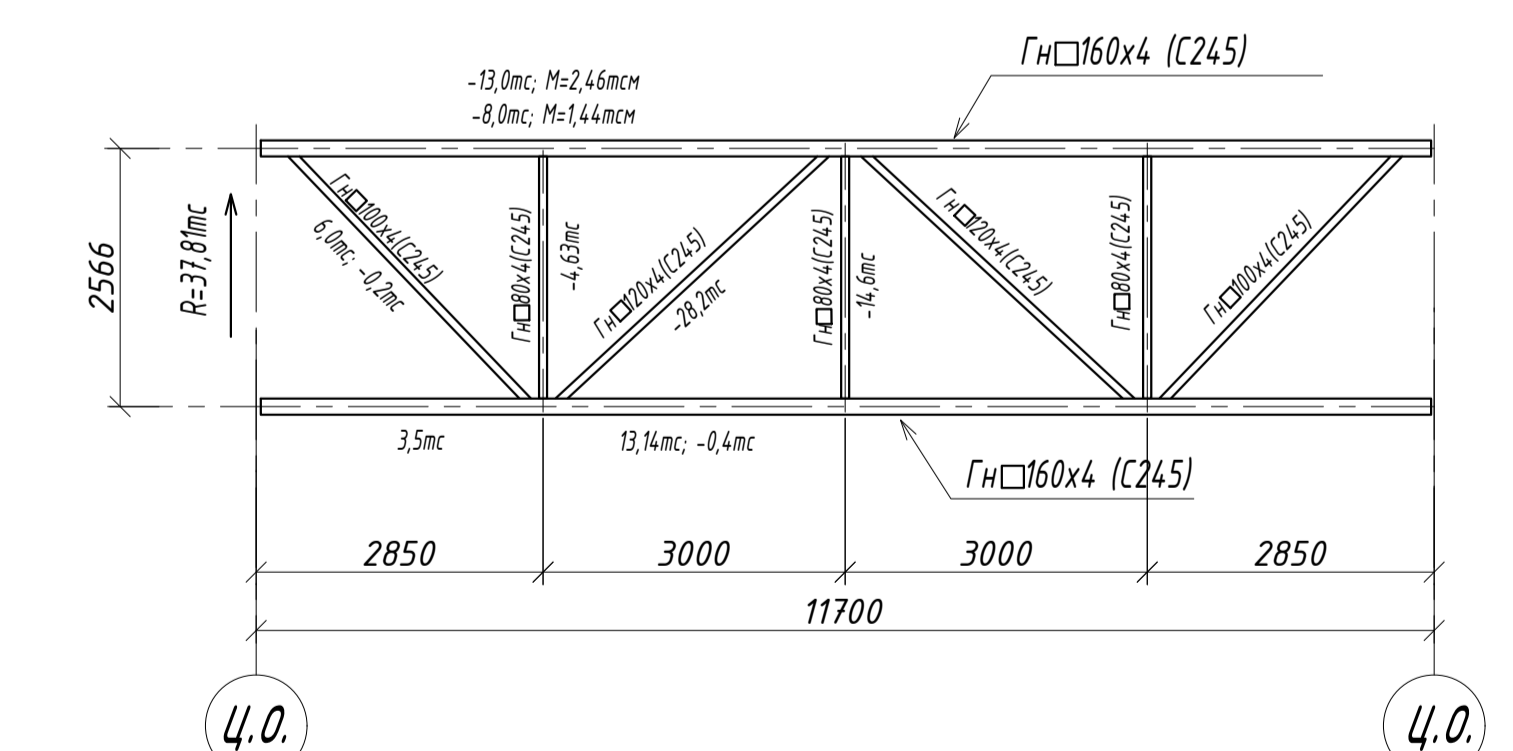 Гн□160х4 (С245)
-13,0тс; М=2,46тсм
-8,0тс; М=1,44тсм
2566
R=37,81тс
Гн□100х4(С245)
6,0тс; -0,2тс
Гн□80х4(С245)
-4,63тс
Гн□120х4(С245)
-28,2тс
Гн□80х4(С245)
-14,6тс
Гн□120х4(С245)
Гн□80х4(С245)
Гн□100х4(С245)
3,5тс
13,14тс; -0,4тс
Гн□160х4 (С245)
2850
3000
3000
2850
11700
Ц.О.
Ц.О.